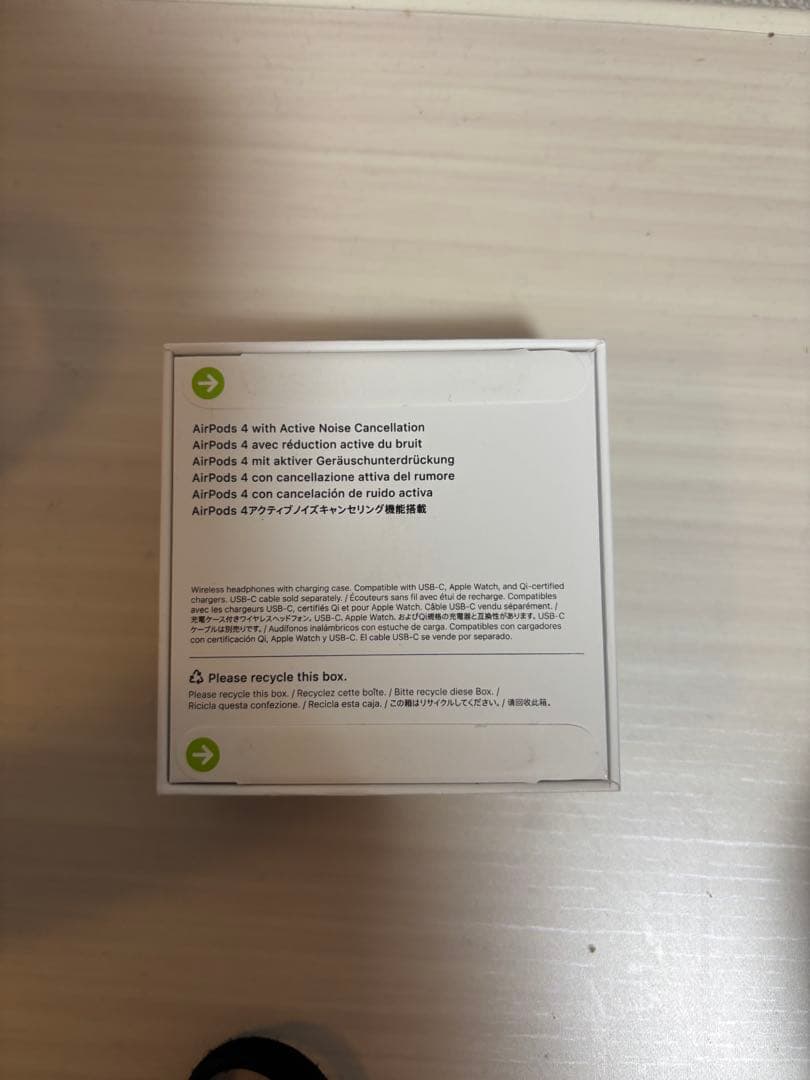 AirPods 4 with Active Noise Cancellation
AirPods 4 avec réduction active du bruit
AirPods 4 mit aktiver Geräuschunterdrückung
AirPods 4 con cancellazione attiva del rumore
AirPods 4 con cancelación de ruido activa
AirPods 4アクティブノイズキャンセリング機能搭載
Wireless headphones with charging case. Compatible with USB-C, Apple Watch, and Qi-certified
chargers. USB-C cable sold separately. / Écouteurs sans fil avec étui de recharge. Compatibles
avec les chargeurs USB-C, certifiés Qi et pour Apple Watch. Câble USB-C vendu séparément. /
充電ケース付きワイヤレスヘッドフォン。USB-C、Apple Watch、およびQi規格の充電器と互換性があります。USB-C
ケーブルは別売りです。/ Audífonos inalámbricos con estuche de carga. Compatibles con cargadores
con certificación Qi, Apple Watch y USB-C. El cable USB-C se vende por separado.
Please recycle this box.
Please recycle this box. / Recyclez cette boîte. / Bitte recycle diese Box. /
Ricicla questa confezione. / Recicla esta caja. / この箱はリサイクルしてください。/ 请回收此箱。